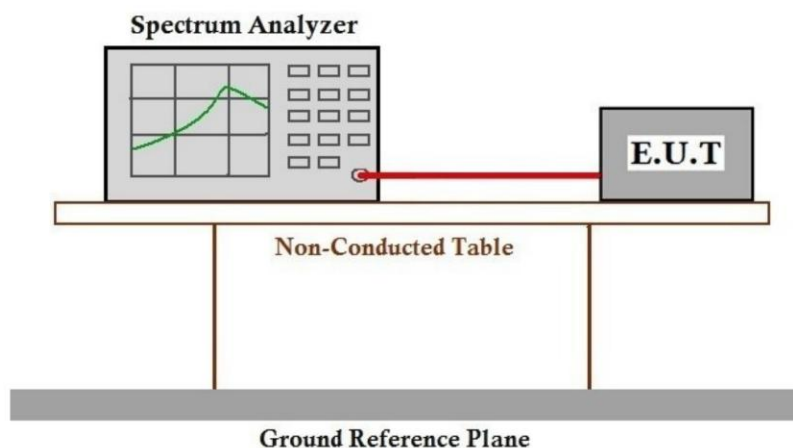 Spectrum Analyzer
E.U.T
Non-Conducted Table
Ground Reference Plane